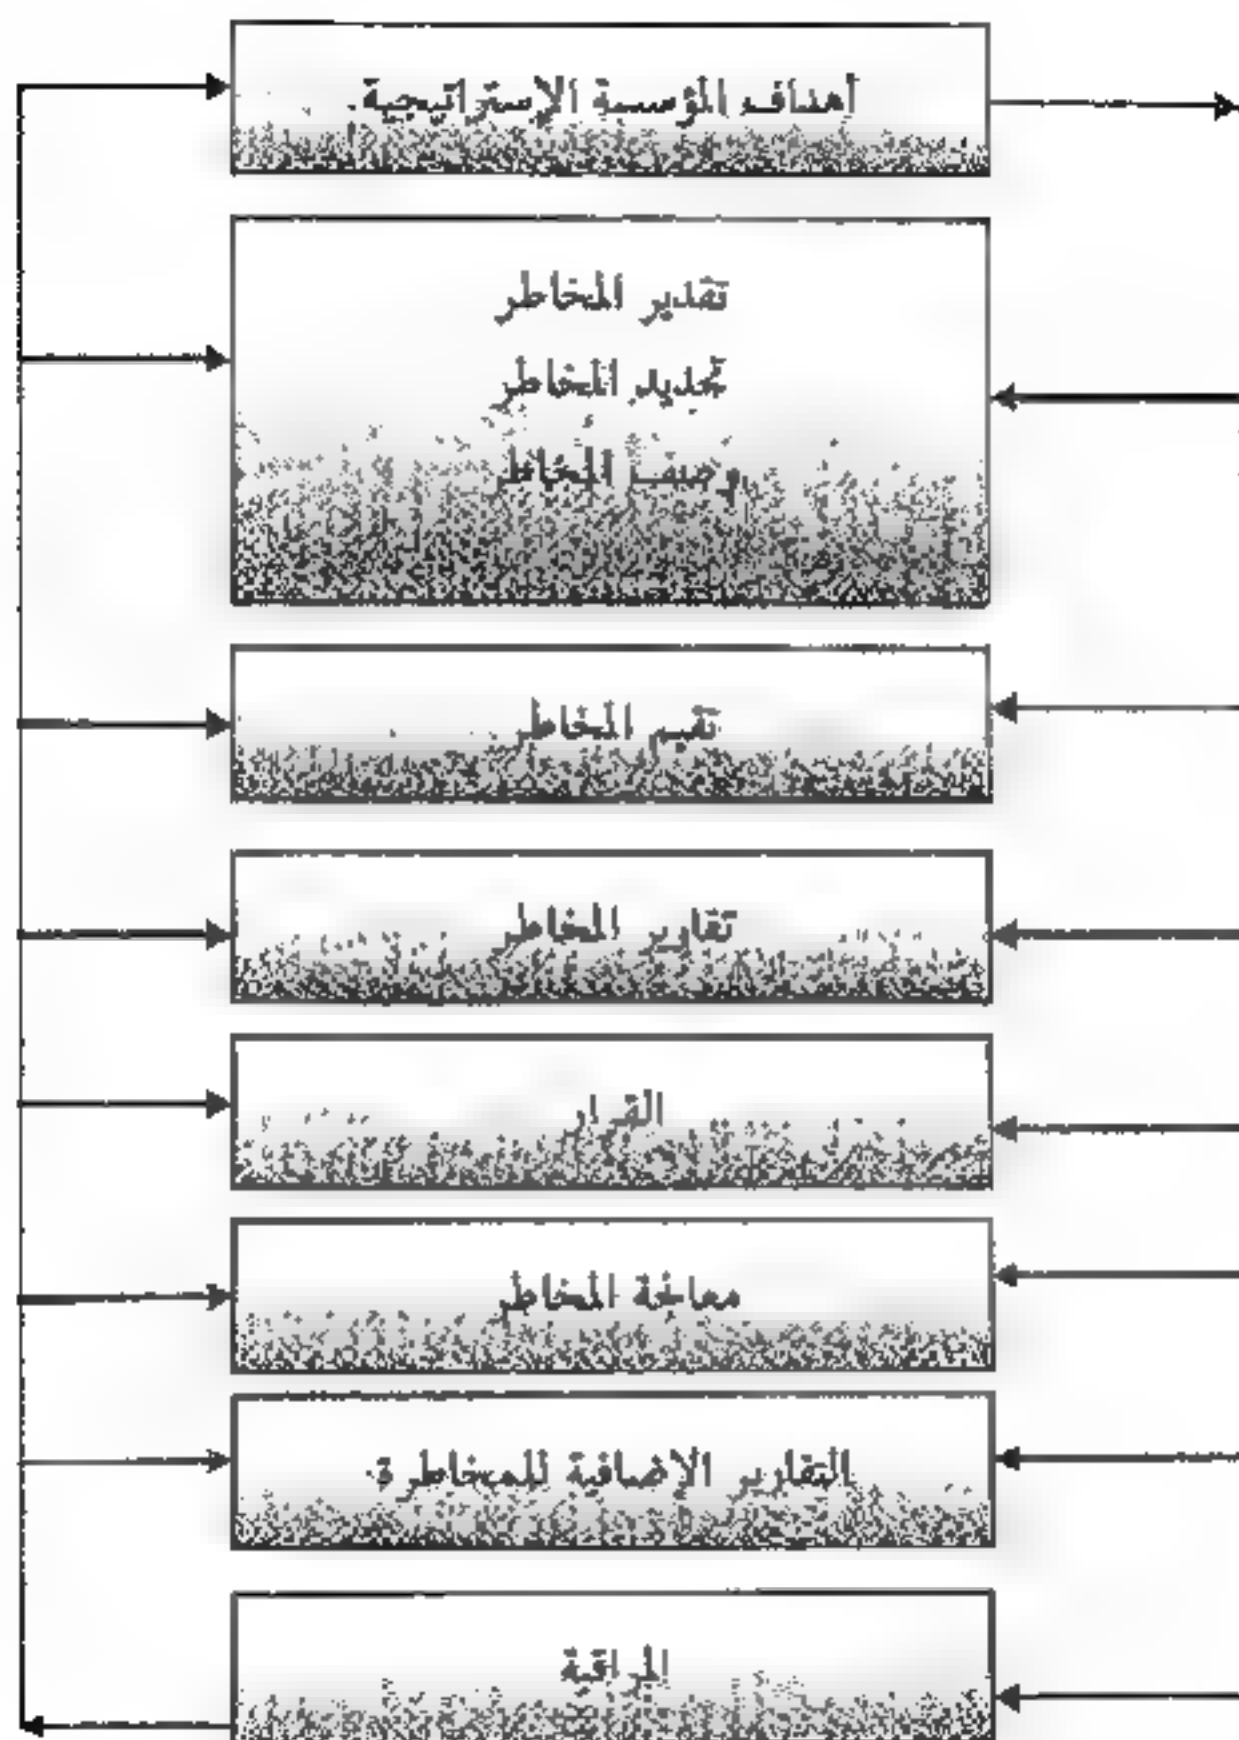 أهداف المؤسسة الإستراتيجية.
تقدير المخاطر
تحديد المخاطر
وصف المخاطر
تقيم المخاطر
تقارير المخاطر
القرار
معالجة المخاطر
التقارير الإضافية للمخاطرة.
المراقبة